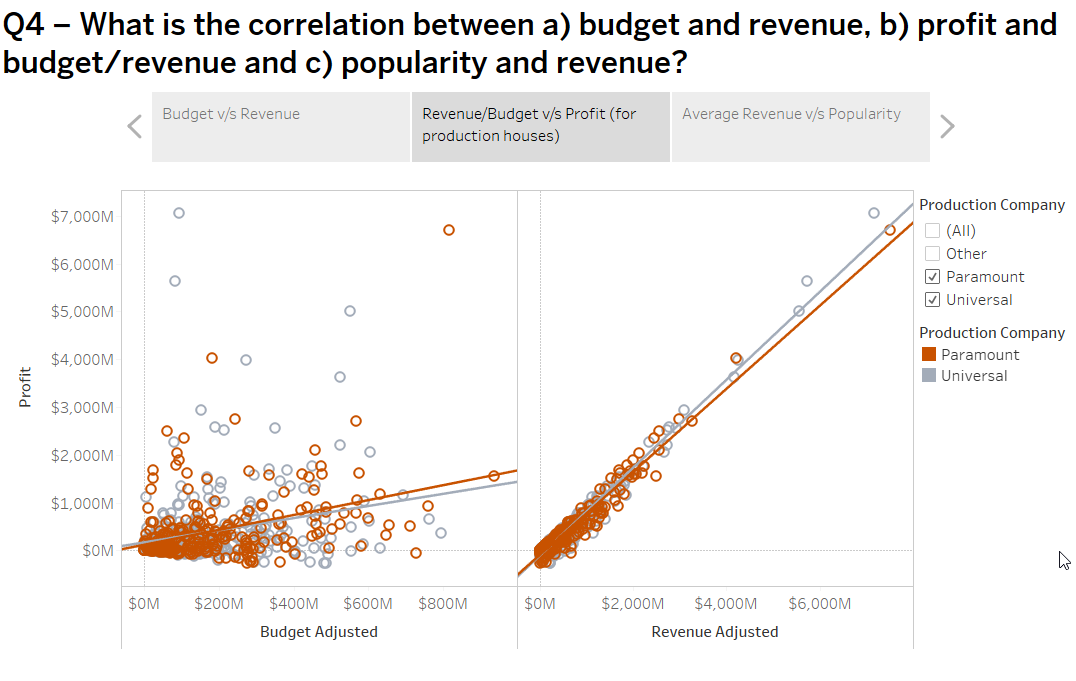 Q4 – What is the correlation between a) budget and revenue, b) profit and
budget/revenue and c) popularity and revenue?
Budget v/s Revenue
Revenue/Budget v/s Profit (for
production houses)
Average Revenue v/s Popularity
Profit
$7,000M
$6,000M
$5,000M
$4,000M
$3,000M
$2,000M
$1,000M
$0M
$0M $200M $400M $600M $800M
Budget Adjusted
$0M $2,000M $4,000M $6,000M
Revenue Adjusted
Production Company
(All)
Other
Paramount
Universal
Production Company
Paramount
Universal